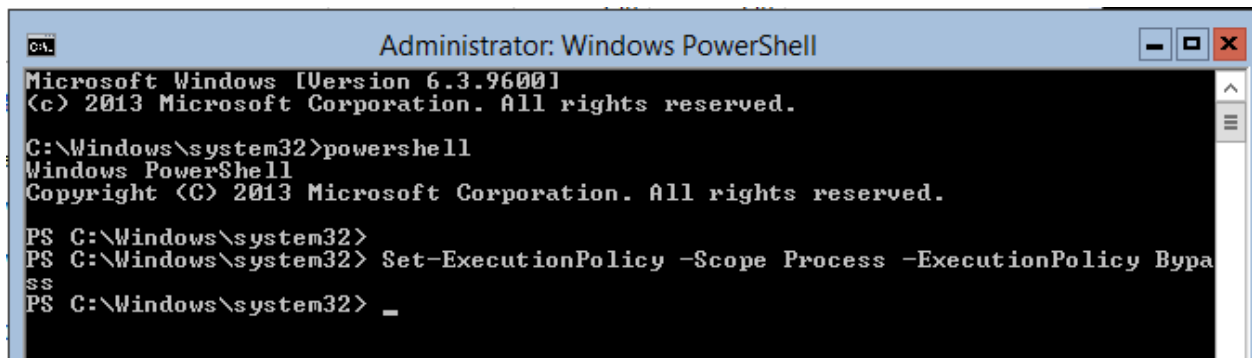 Administrator: Windows PowerShell
Microsoft Windows [Version 6.3.9600]
(c) 2013 Microsoft Corporation. All rights reserved.
C:\Windows\system32>powershell
Windows PowerShell
Copyright (C) 2013 Microsoft Corporation. All rights reserved.
PS C:\Windows\system32>
PS C:\Windows\system32> Set-ExecutionPolicy -Scope Process -ExecutionPolicy Bypa
ss
PS C:\Windows\system32> _